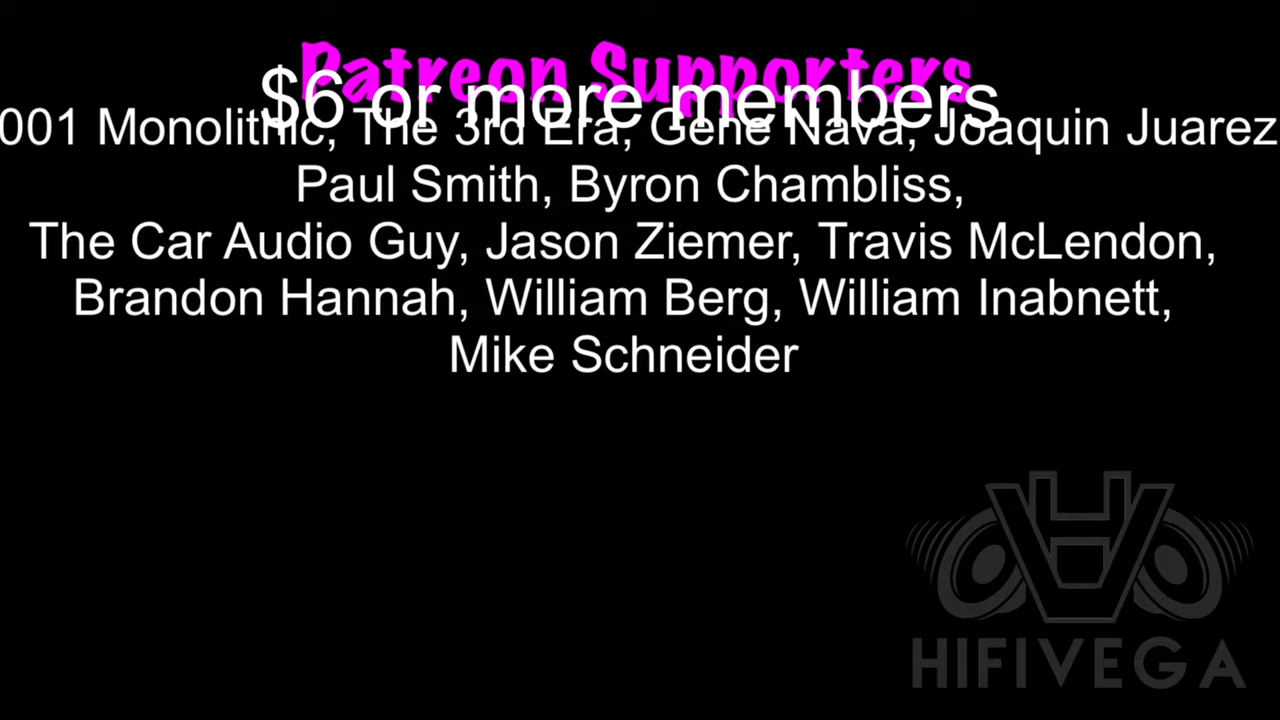 Patreon Supporters
$6 or more members
001 Monolithic, The 3rd Era, Gene Nava, Joaquin Juarez
Paul Smith, Byron Chambliss,
The Car Audio Guy, Jason Ziemer, Travis McLendon,
Brandon Hannah, William Berg, William Inabnett,
Mike Schneider
HIFIVEGA